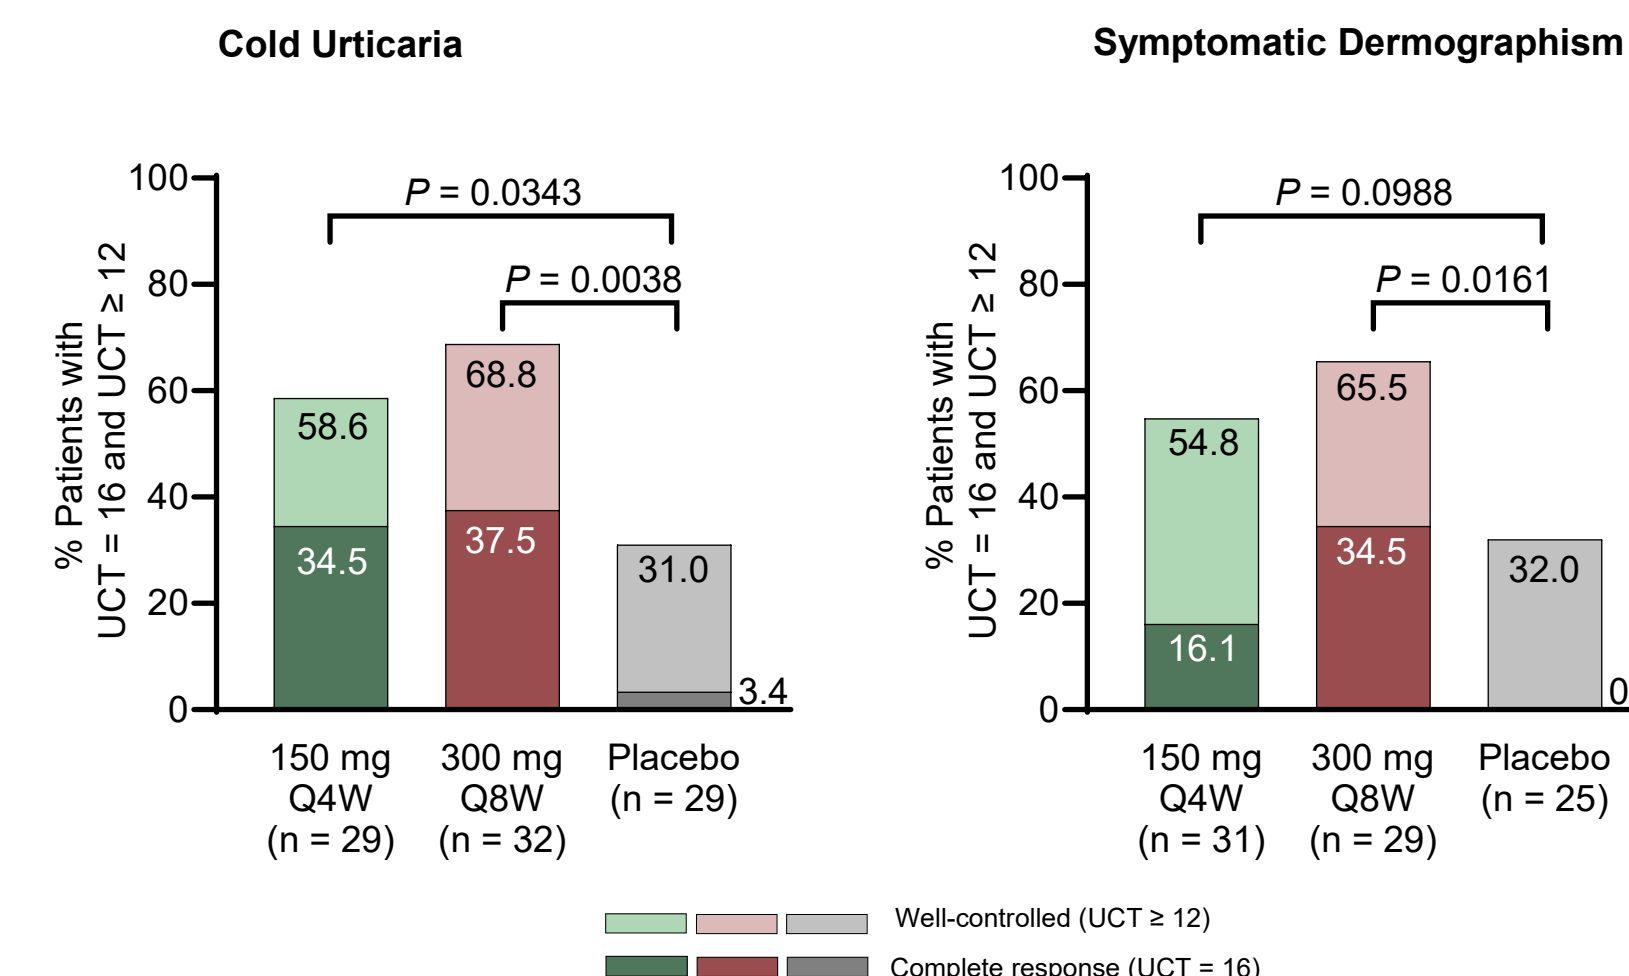 Cold Urticaria
% Patients with
UCT = 16 and UCT ≥ 12
100
80
60
40
20
0
P = 0.0343
P = 0.0038
58.6
34.5
68.8
37.5
31.0
3.4
150 mg
Q4W
(n = 29)
300 mg
Q8W
(n = 32)
Placebo
(n = 29)
Symptomatic Dermographism
% Patients with
UCT = 16 and UCT ≥ 12
100
80
60
40
20
0
P = 0.0988
P = 0.0161
54.8
16.1
65.5
34.5
32.0
0
150 mg
Q4W
(n = 31)
300 mg
Q8W
(n = 29)
Placebo
(n = 25)
Well-controlled (UCT ≥ 12)
Complete response (UCT = 16)